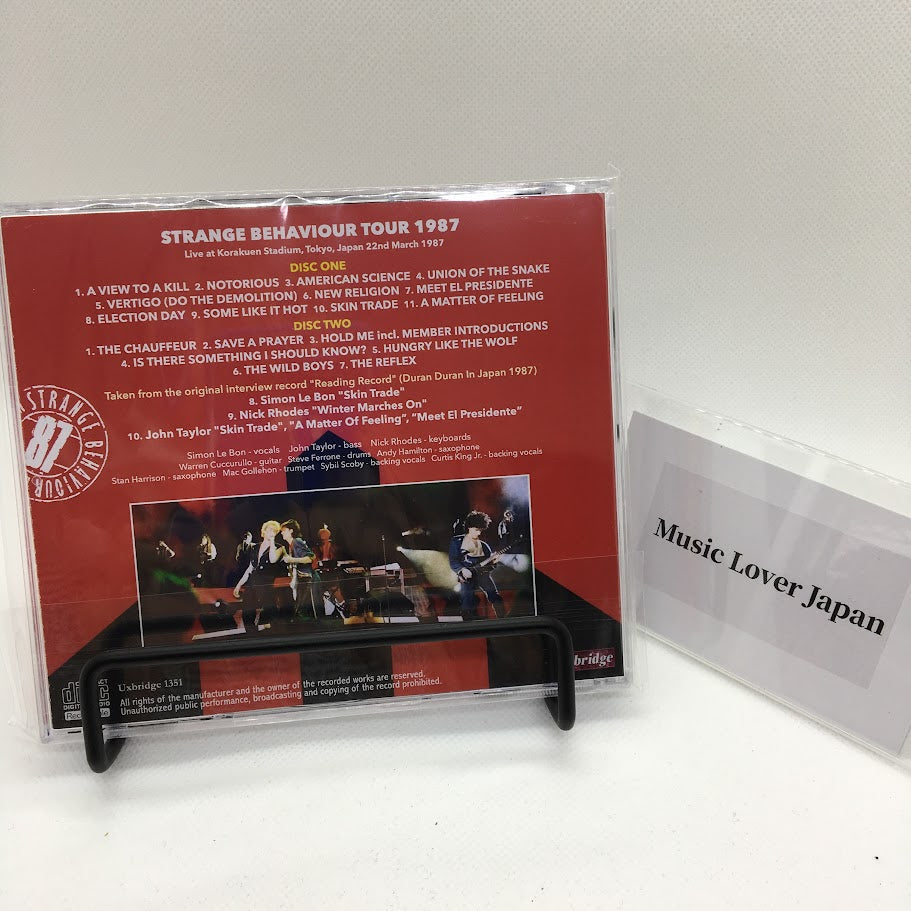 STRANGE BEHAVIOUR TOUR 1987
Live at Korakuen Stadium, Tokyo, Japan 22nd March 1987
DISC ONE
1. A VIEW TO A KILL 2. NOTORIOUS 3. AMERICAN SCIENCE 4. UNION OF THE SNAKE
5. VERTIGO (DO THE DEMOLITION) 6. NEW RELIGION 7. MEET EL PRESIDENTE
8. ELECTION DAY 9. SOME LIKE IT HOT 10. SKIN TRADE 11. A MATTER OF FEELING
DISC TWO
1. THE CHAUFFEUR 2. SAVE A PRAYER 3. HOLD ME incl. MEMBER INTRODUCTIONS
4. IS THERE SOMETHING I SHOULD KNOW? 5. HUNGRY LIKE THE WOLF
6. THE WILD BOYS 7. THE REFLEX
Taken from the original interview record "Reading Record" (Duran Duran In Japan 1987)
8. Simon Le Bon "Skin Trade"
9. Nick Rhodes "Winter Marches On"
10. John Taylor "Skin Trade", "A Matter Of Feeling", "Meet El Presidente"
Simon Le Bon - vocals John Taylor - bass Nick Rhodes - keyboards
Warren Cuccurullo - guitar Steve Ferrone - drums Andy Hamilton - saxophone
Stan Harrison - saxophone Mac Gollehon - trumpet Sybil Scoby - backing vocals Curtis King Jr. - backing vocals
STRANGE
87
BEHAVIOUR
Uxbridge 1351
All rights of the manufacturer and the owner of the recorded works are reserved.
Unauthorized public performance, broadcasting and copying of the record prohibited.
bridge
Music Lover Japan